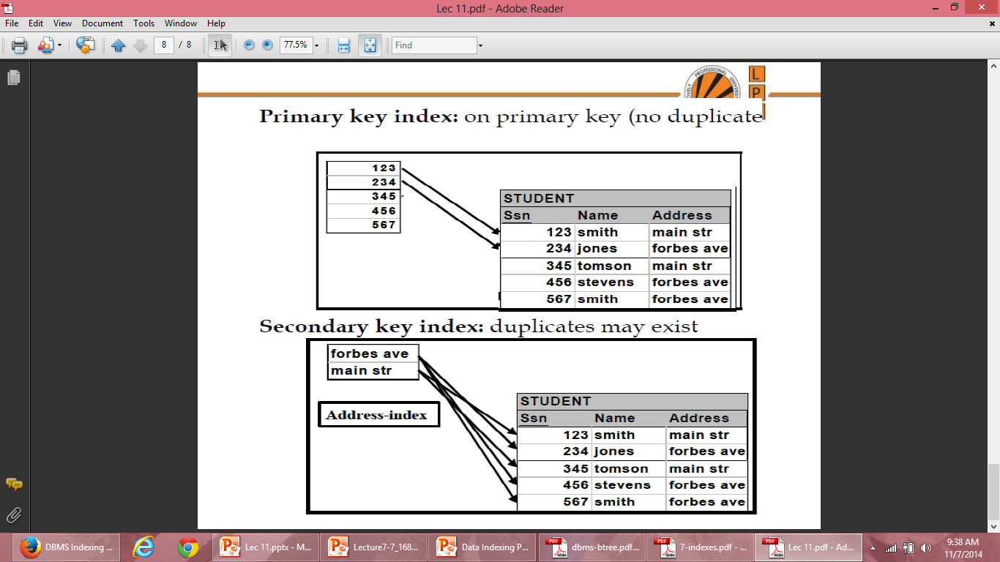 Lec 11.pdf - Adobe Reader
File Edit View Document Tools Window Help
8 / 8 77.5% Find
PROFESSIONAL
L
P
Primary key index: on primary key (no duplicate
123
234
345
456
567
STUDENT
Ssn Name Address
123 smith main str
234 jones forbes ave
345 tomson main str
456 stevens forbes ave
567 smith forbes ave
Secondary key index: duplicates may exist
forbes ave
main str
Address-index
STUDENT
Ssn Name Address
123 smith main str
234 jones forbes ave
345 tomson main str
456 stevens forbes ave
567 smith forbes ave
DBMS Indexing ... Lec 11.pptx - M... Lecture7-7_168... Data Indexing P... dbms-btree.pdf... 7-indexes.pdf - ... Lec 11.pdf - Ad... 9:38 AM
11/7/2014